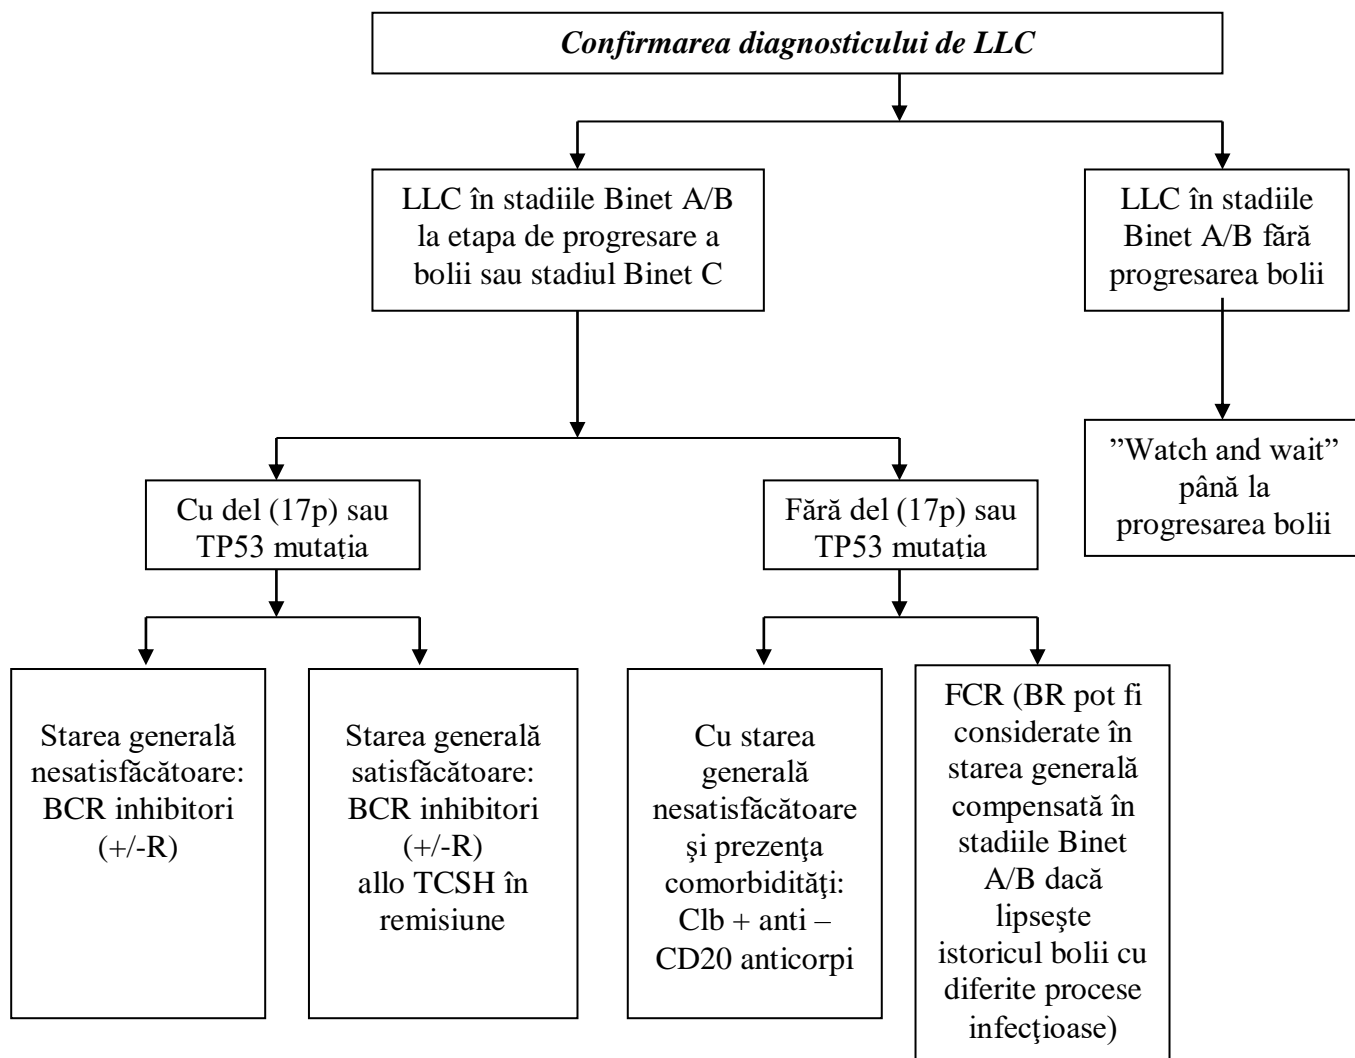 Confirmarea diagnosticului de LLC
LLC în stadiile Binet A/B
la etapa de progresare a
bolii sau stadiul Binet C
LLC în stadiile
Binet A/B fără
progresarea bolii
”Watch and wait”
până la
progresarea bolii
Cu del (17p) sau
TP53 mutația
Fără del (17p) sau
TP53 mutația
Starea generală
nesatisfăcătoare:
BCR inhibitori
(+/-R)
Starea generală
satisfăcătoare:
BCR inhibitori
(+/-R)
allo TCSH în
remisiune
Cu starea
generală
nesatisfăcătoare
şi prezenţa
comorbidităţi:
Clb + anti –
CD20 anticorpi
FCR (BR pot fi
considerate în
starea generală
compensată în
stadiile Binet
A/B dacă
lipseşte
istoricul bolii cu
diferite procese
infecţioase)